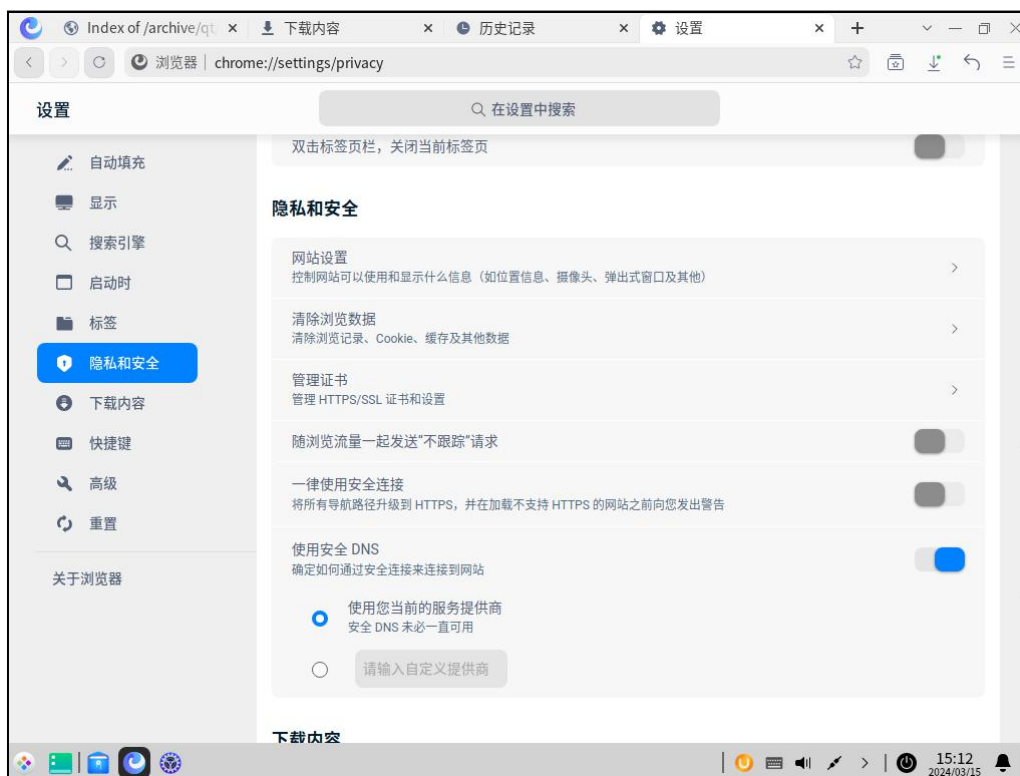 Index of /archive/qt
下载内容
历史记录
设置
浏览器
chrome://settings/privacy
设置
在设置中搜索
自动填充
显示
搜索引擎
启动时
标签
隐私和安全
下载内容
快捷键
高级
重置
关于浏览器
双击标签页栏，关闭当前标签页
隐私和安全
网站设置
控制网站可以使用和显示什么信息（如位置信息、摄像头、弹出式窗口及其他）
清除浏览数据
清除浏览记录、Cookie、缓存及其他数据
管理证书
管理 HTTPS/SSL 证书和设置
随浏览流量一起发送"不跟踪"请求
一律使用安全连接
将所有导航路径升级到 HTTPS，并在加载不支持 HTTPS 的网站之前向您发出警告
使用安全 DNS
确定如何通过安全连接来连接到网站
使用您当前的服务提供商
安全 DNS 未必一直可用
请输入自定义提供商
下载内容
15:12
2024/03/15